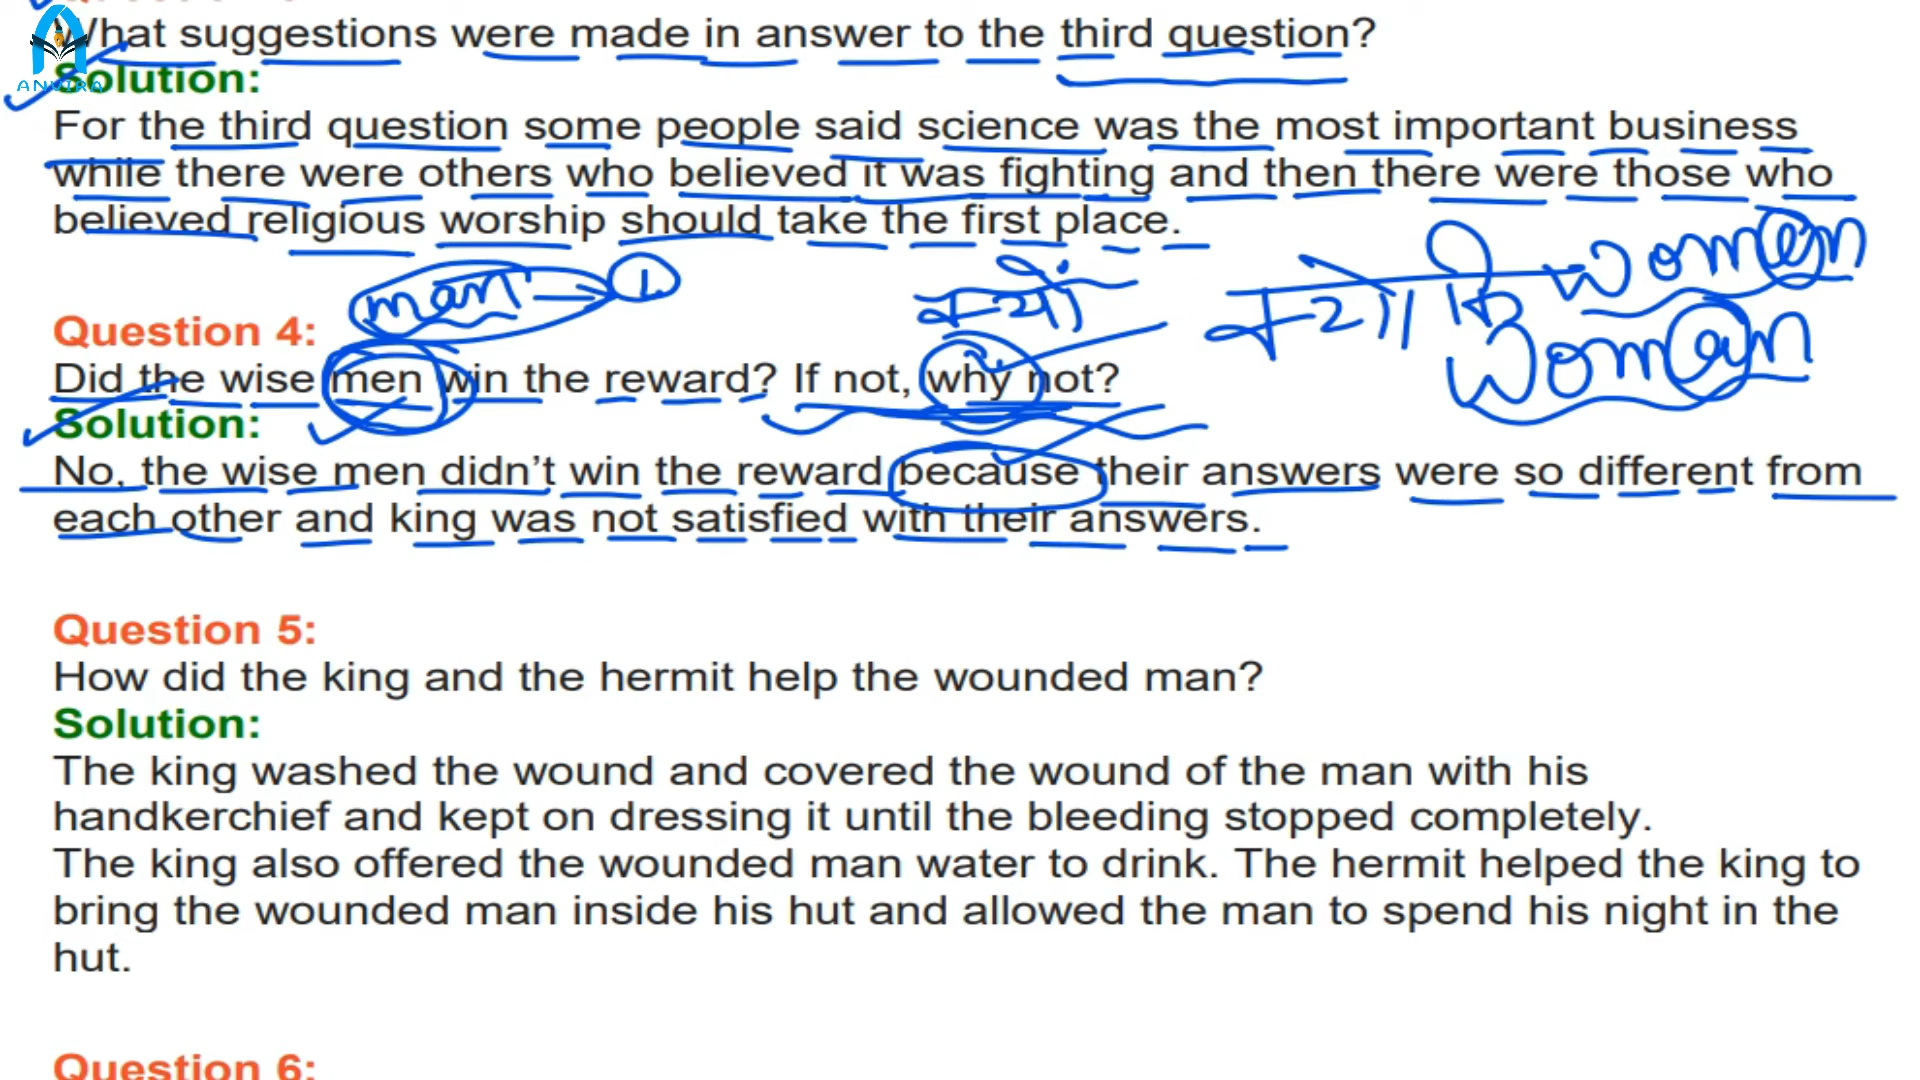 What suggestions were made in answer to the third question?
ANVIRA
Solution:
For the third question some people said science was the most important business
while there were others who believed it was fighting and then there were those who
believed religious worship should take the first place.
man → 1.
women
woman
Question 4:
Did the wise men win the reward? If not, why not?
Solution:
No, the wise men didn’t win the reward because their answers were so different from
each other and king was not satisfied with their answers.
Question 5:
How did the king and the hermit help the wounded man?
Solution:
The king washed the wound and covered the wound of the man with his
handkerchief and kept on dressing it until the bleeding stopped completely.
The king also offered the wounded man water to drink. The hermit helped the king to
bring the wounded man inside his hut and allowed the man to spend his night in the
hut.
Question 6: